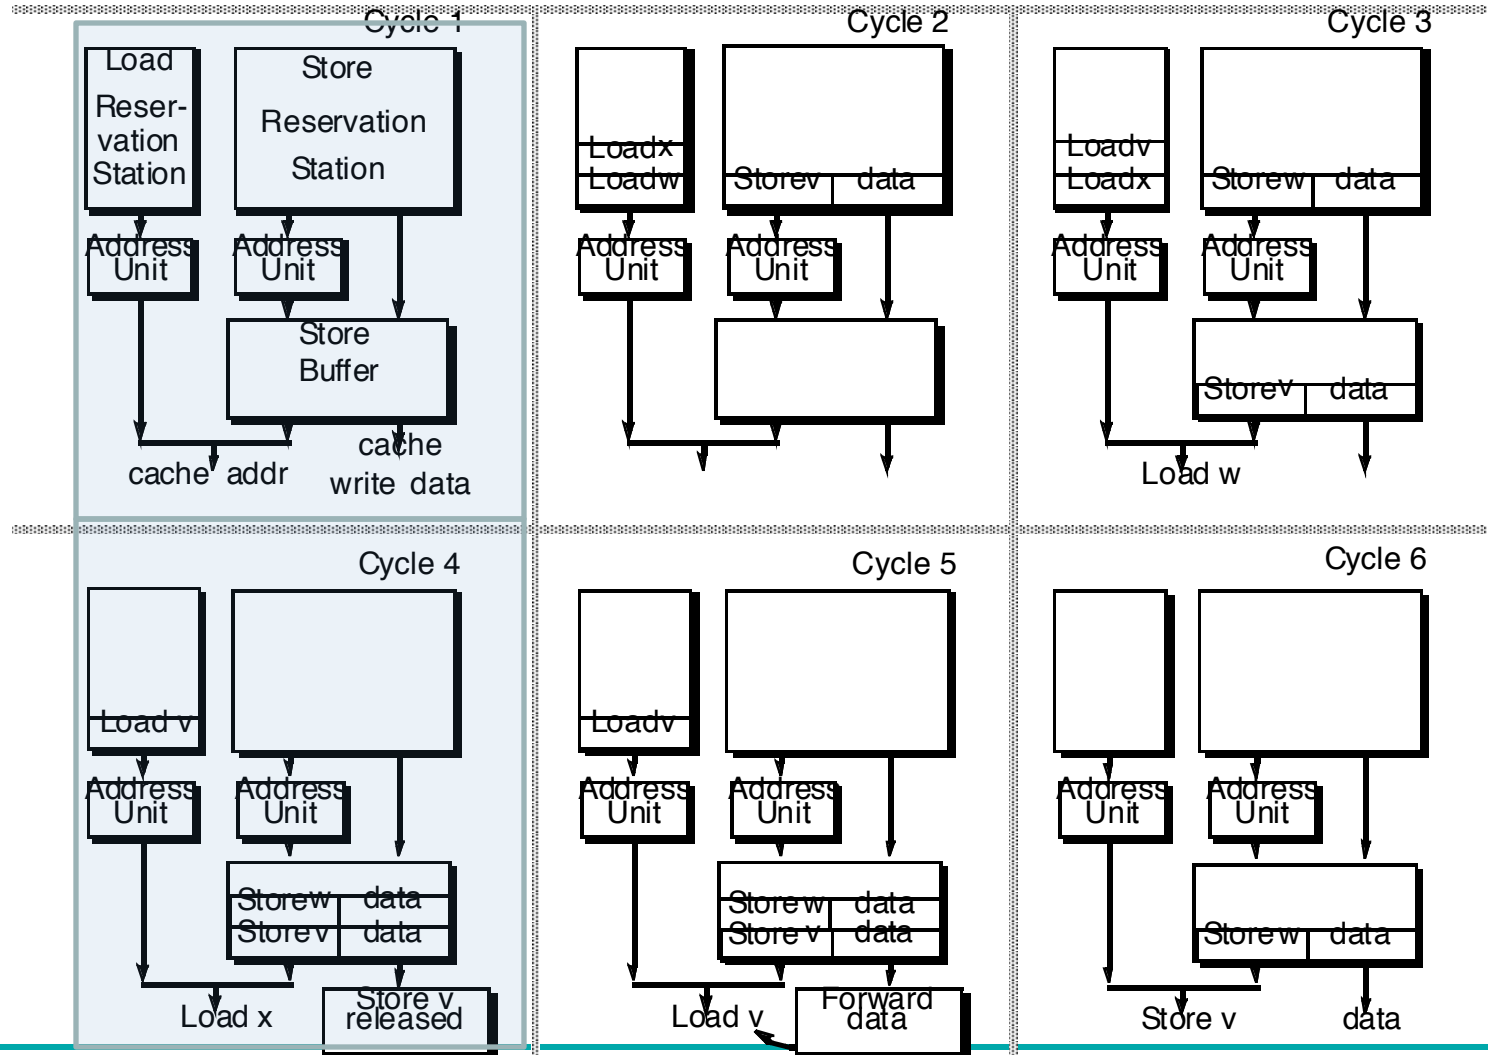 Cycle 1
Load
Reser-
vation
Station
Store
Reservation
Station
Address
Unit
Address
Unit
Store
Buffer
cache addr
cache
write data
Cycle 2
Loadx
Loadw
Storev data
Address
Unit
Address
Unit
Cycle 3
Loadv
Loadx
Storew data
Address
Unit
Address
Unit
Storev data
Load w
Cycle 4
Load v
Address
Unit
Address
Unit
Storew data
Storev data
Load x
Store v
released
Cycle 5
Loadv
Address
Unit
Address
Unit
Storew data
Store v data
Load v
Forward
data
Cycle 6
Address
Unit
Address
Unit
Storew data
Store v data